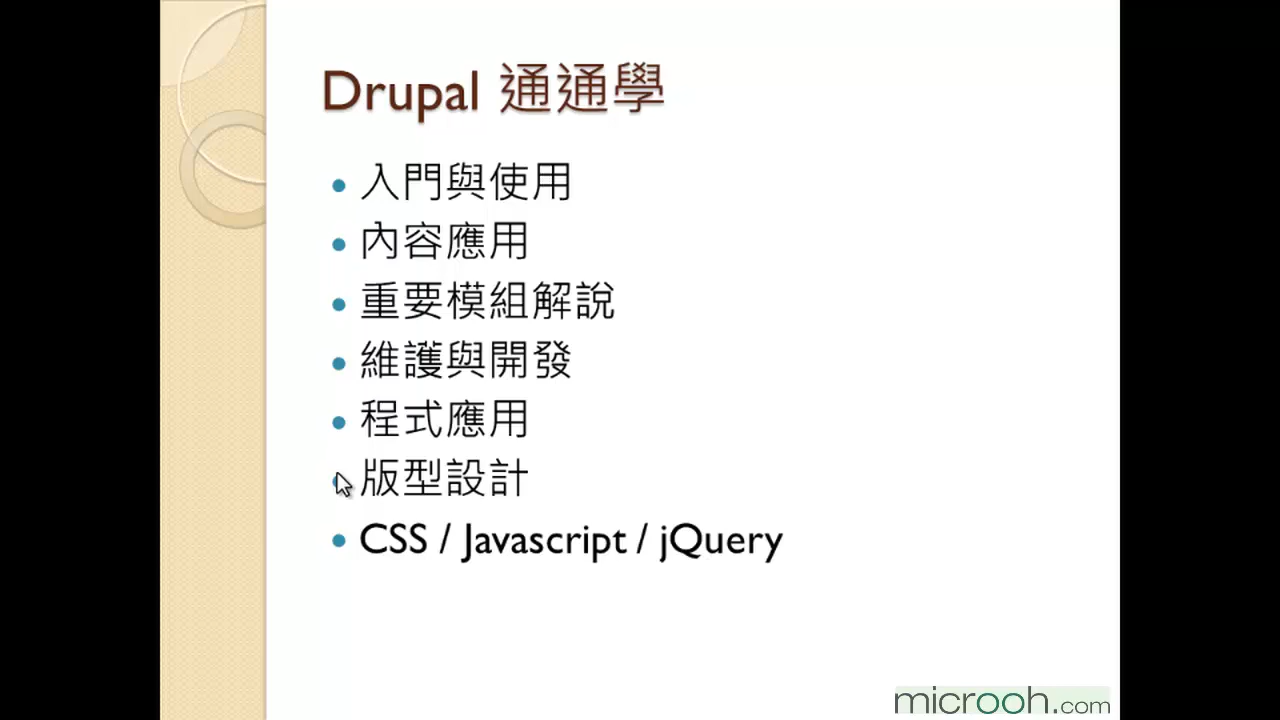 Drupal 通通學
入門與使用
內容應用
重要模組解說
維護與開發
程式應用
版型設計
CSS / Javascript / jQuery
microoh.com